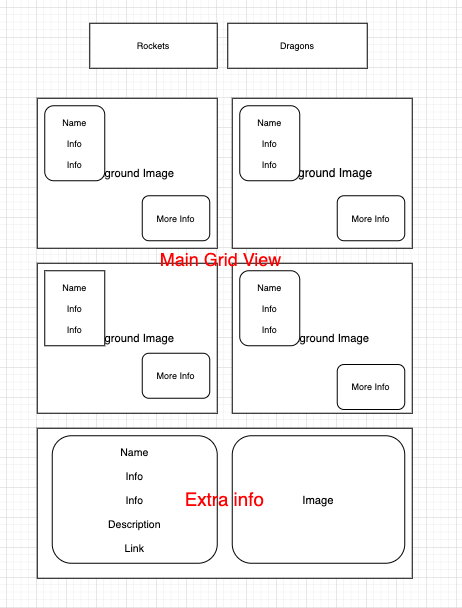 Rockets
Dragons
Name
Info
Info
ground Image
More Info
Name
Info
Info
ground Image
More Info
Main Grid View
Name
Info
Info
ground Image
More Info
Name
Info
Info
ground Image
More Info
Name
Info
Info
Description
Link
Extra info
Image